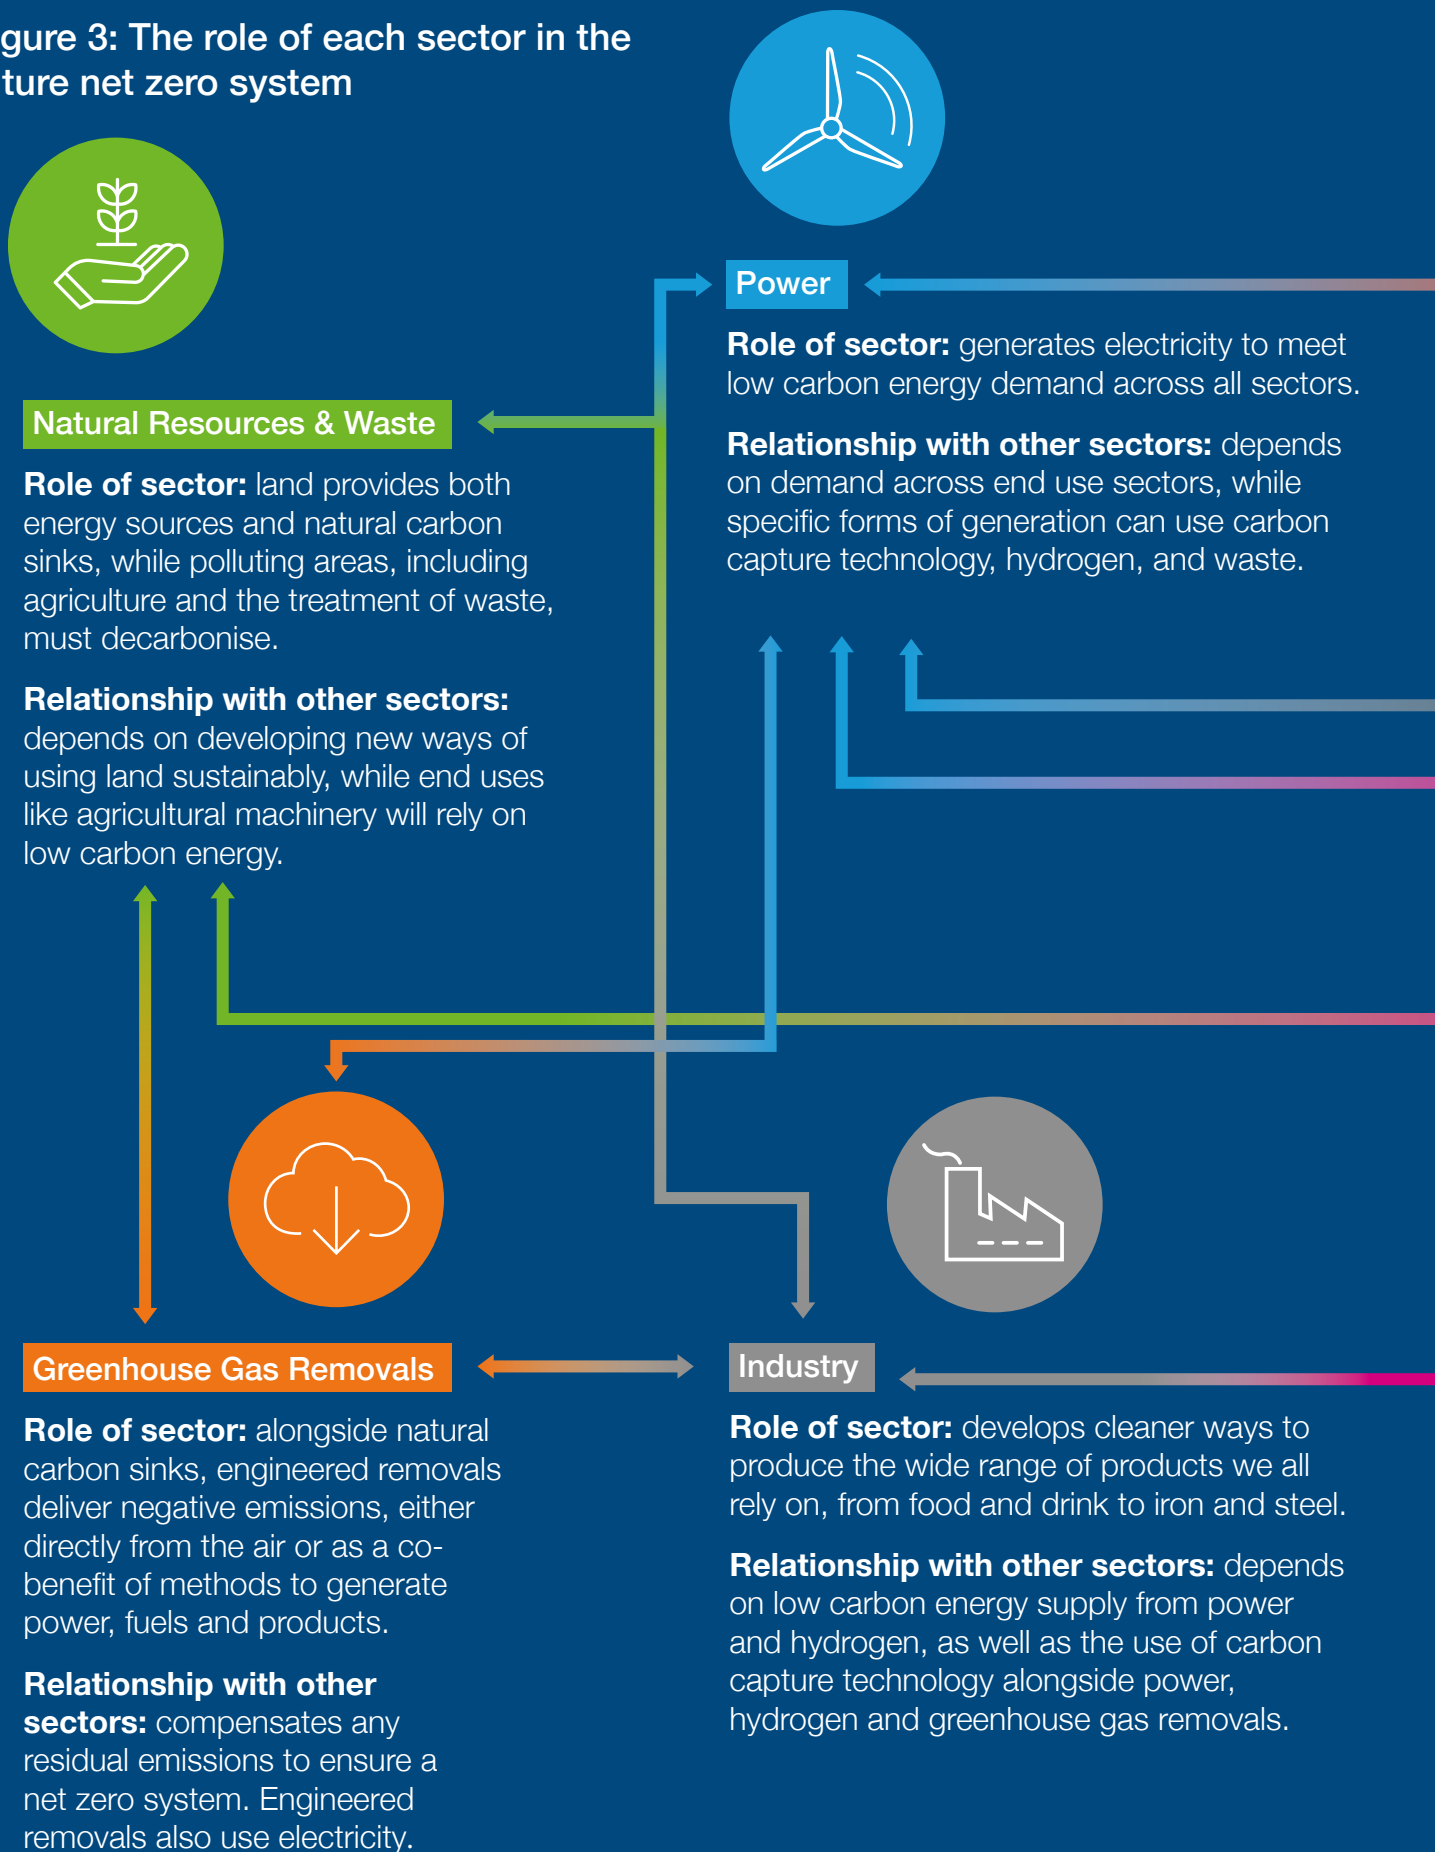 gure 3: The role of each sector in the
ture net zero system
Natural Resources & Waste
Role of sector: land provides both
energy sources and natural carbon
sinks, while polluting areas, including
agriculture and the treatment of waste,
must decarbonise.
Relationship with other sectors:
depends on developing new ways of
using land sustainably, while end uses
like agricultural machinery will rely on
low carbon energy.
Power
Role of sector: generates electricity to meet
low carbon energy demand across all sectors.
Relationship with other sectors: depends
on demand across end use sectors, while
specific forms of generation can use carbon
capture technology, hydrogen, and waste.
Greenhouse Gas Removals
Role of sector: alongside natural
carbon sinks, engineered removals
deliver negative emissions, either
directly from the air or as a co-
benefit of methods to generate
power, fuels and products.
Relationship with other
sectors: compensates any
residual emissions to ensure a
net zero system. Engineered
removals also use electricity.
Industry
Role of sector: develops cleaner ways to
produce the wide range of products we all
rely on, from food and drink to iron and steel.
Relationship with other sectors: depends
on low carbon energy supply from power
and hydrogen, as well as the use of carbon
capture technology alongside power,
hydrogen and greenhouse gas removals.